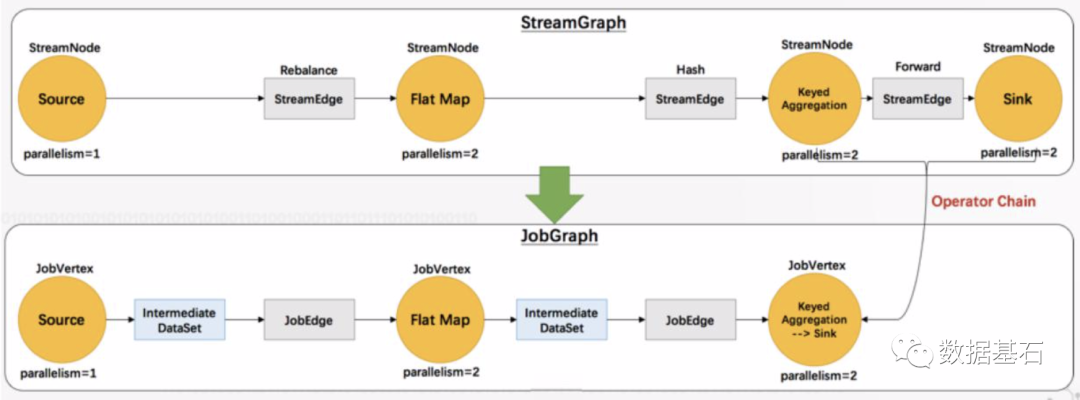 StreamGraph
StreamNode
StreamNode
StreamNode
StreamNode
Rebalance
Hash
Forward
Source
StreamEdge
Flat Map
StreamEdge
Keyed
Aggregation
StreamEdge
Sink
parallelism=1
parallelism=2
parallelism=2
parallelism=2
Operator Chain
JobGraph
JobVertex
JobVertex
JobVertex
Source
Intermediate
DataSet
JobEdge
Flat Map
Intermediate
DataSet
JobEdge
Keyed
Aggregation
--> Sink
parallelism=1
parallelism=2
parallelism=2
数据基石